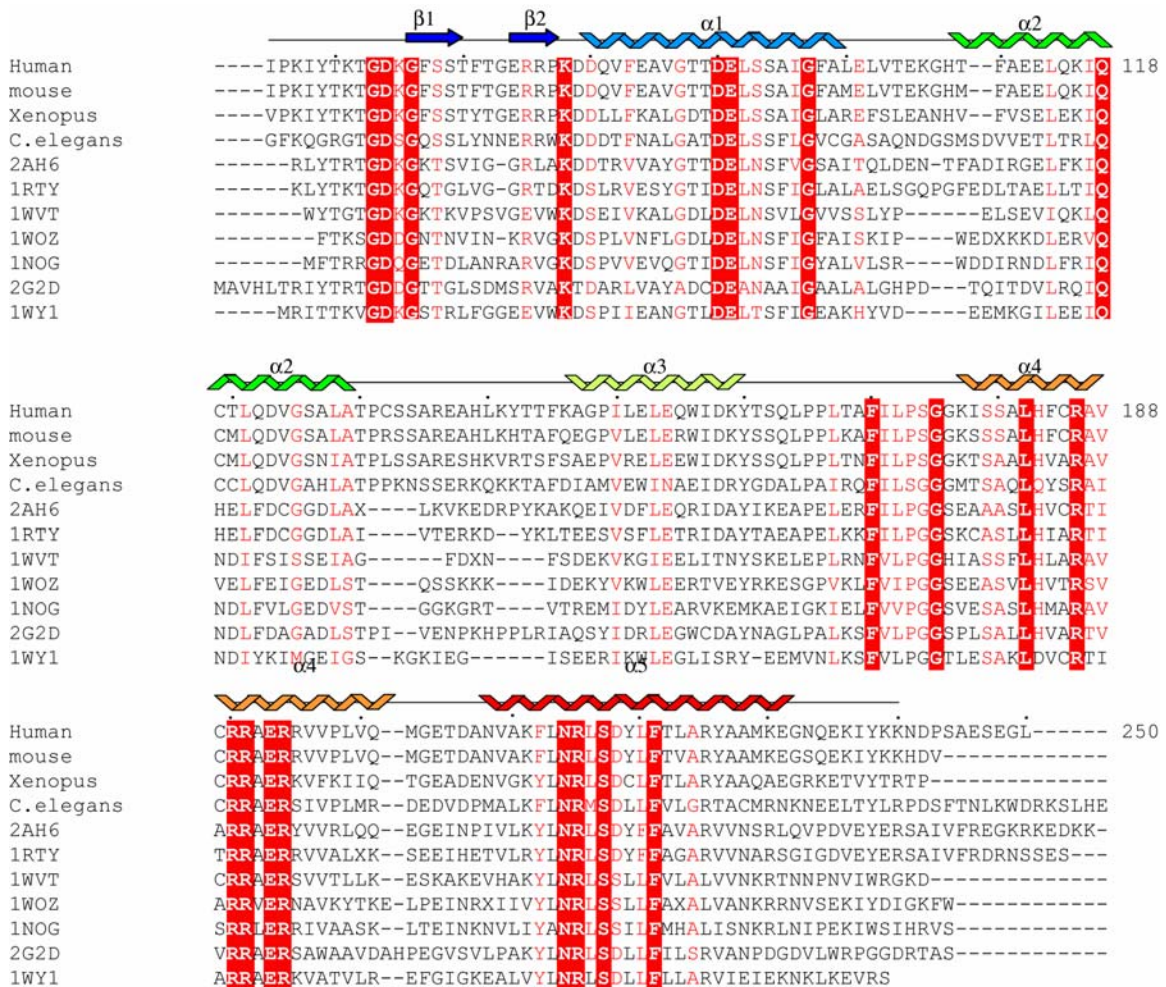 β1 β2 α1 α2
Human ----IPKIYTKTGDKGFSSTFTGERRPKDDQVFEAVGTTDELSSAIGFALELVTEKGHT-FAEELQKIQ 118
mouse ----IPKIYTKTGDKGFSSTFTGERRPKDDQVFEAVGTTDELSSAIGFAMELVTEKGHM-FAEELQKIQ
Xenopus ----VPKIYTKTGDKGFSSTYTGERRPKDDLLFKALGDTDELSSAIGLAREFSLEANHV-FVSELEKIQ
C.elegans ----GFKQGRGTGDSGQSSLYNNERRWKDDDTFNALGATDELSSFLGVCGASAQNDGSMSDVVETLTRLQ
2AH6 ------RLYTRTGDKGKTSVIG-GRLAKDDTRVVAYGTTDELNSFVGSAITQLDEN-TFADIRGELFKIQ
1RTY ------KLYTKTGDKGQTGLVG-GRTDKDSLRVESYGTIDELNSFIGLALAELSGQPGFEDLTAELLTIQ
1WVT -------WYTGTGDKGKTKVPSVGEVWKDSEIVKALGDLDELNSVLGVVSSLYP----ELSEVIQKLQ
1WOZ --------FTKSGDDGNTNVIN-KRVGKDSPLVNFLGDLDELNSFIGFAISKIP----WEDXKKDLERVQ
1NOG ------MFTRRGDQGETDLANRARVGKDSPVVEVQGTIDELNSFIGYALVLSR----WDDIRNDLFRIQ
2G2D MAVHLTRIYTRTGDDGTTGLSDMSRVAKTDARLVAYADCDEANAAIGAALALGHPD--TQITDVLRQIQ
1WY1 ------MRITTKVGDKGSTRLFGGEEVWKDSPIIEANGTLDELTSFIGEAKHYVD----EEMKGILEEIQ
α2 α3 α4
Human CTLQDVGSALATPCSSAREAHLKYTTFKAGPILELEQWIDKYTSQLPPLTAFILPSGGKISSALHFCRAV 188
mouse CMLQDVGSALATPRSSAREAHLKHTAFQEGPVLELERWIDKYSSQLPPLKAFILPSGGKSSSALHFCRAV
Xenopus CMLQDVGSNIATPLSSARESHKVRTSFSAEPVRELEEWIDKYSSQLPPLTNFILPSGGKTSAALHVARAV
C.elegans CCLQDVGAHLATPPKNSSERKQKKTAFDIAMVEWINAEIDRYGDALPAIRQFILSGGGMTSAQLQYSRAI
2AH6 HELFDCGGDLAX---LKVKEDRPYKAKQEIVDFLEQRIDAYIKEAPELERFILPGGSEAAASLHVCRTI
1RTY HELFDCGGDLAI---VTERKD-YKLTEESVSFLETRIDAYTAEAPELKKFILPGGSKCASLLHIARTI
1WVT NDIFSISSEIAG-----FDXN---FSDEKVKGIEELITNYSKELEPLRNFVLPGGHIASSFLHLARAV
1WOZ VELFEIGEDLST----QSSKKK----IDEKYVKWLEERTVEYRKESGPVKLFVIPGGSEEASVLHVTRSV
1NOG NDLFVLGEDVST----GGKGRT----VTREMIDYLEARVKEMKAEIGKIELFVVPGGSVESASLHMARAV
2G2D NDLFDAGADLSTPI--VENPKHPPLRIAQSYIDRLEGWCDAYNAGLPALKSFVLPGGSPLSALLHVARTV
1WY1 NDIYKIMGEIGS--KGKIEG-----ISEERIKWLEGLISRY-EEMVNLKSFVLPGGTLESAKLDVCRTI
α4 α5
Human CRRAERRVVPLVQ--MGETDANVAKFLNRLSDYLFTLARYAAMKEGNQEKIYKKNDPSAESEGL------ 250
mouse CRRAERRVVPLVQ--MGETDANVAKFLNRLSDYLFTVARYAAMKEGSQEKIYKKHDV------------
Xenopus CRRAERKVFKIIQ--TGEADENVGKYLNRLSDCLFTLARYAAQAEGRKETVYTRTP-------------
C.elegans CRRAERSIVPLMR--DEDVDPMALKFLNRMSDLLFVLGRTACMRNKNEELTYLRPDSFTNLKWDRKSLHE
2AH6 ARRAERYVVRLQQ--EGEINPIVLKYLNRLSDYFFAVARVVNSRLQVPDVEYERSAIVFREGKRKEDKK-
1RTY TRRAERRVVALXK--SEEIHETVLRYLNRLSDYFFAGARVVNARSGIGDVEYERSAIVFRDRNSSES---
1WVT CRRAERSVVTLLK--ESKAKEVHAKYLNRLSSLLFVLALVVNKRTNNPNVIWRGKD-------------
1WOZ ARRVERNAVKYTKE-LPEINRXIIVYLNRLSSLLFAXALVANKRRNVSEKIYDIGKFW-----------
1NOG SRRLERRIVAASK--LTEINKNVLIYANRLSSILFMHALISNKRLNIPEKIWSIHRVS-----------
2G2D VRRAERSAWAAVDAHPEGVSVLPAKYLNRLSDLLFILSRVANPDGDVLWRPGGDRTAS-----------
1WY1 ARRAERKVATVLR--EFGIGKEALVYLNRLSDLLFLLARVIEIEKNKLKEVRS----------------